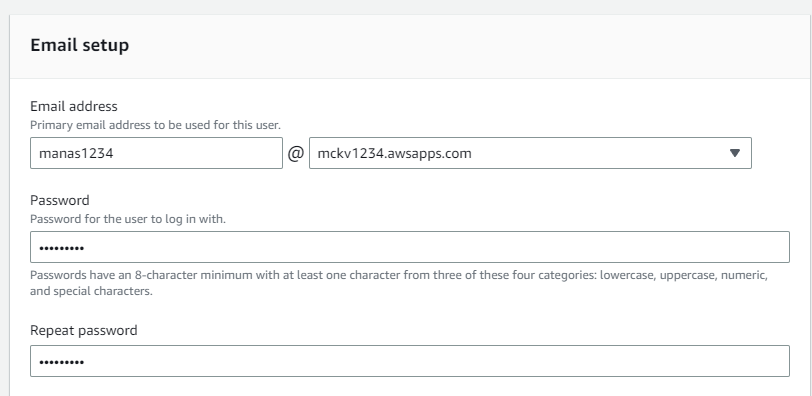 Email setup
Email address
Primary email address to be used for this user.
manas1234 @ mckv1234.awsapps.com
Password
Password for the user to log in with.
•••••••••
Passwords have an 8-character minimum with at least one character from three of these four categories: lowercase, uppercase, numeric,
and special characters.
Repeat password
•••••••••